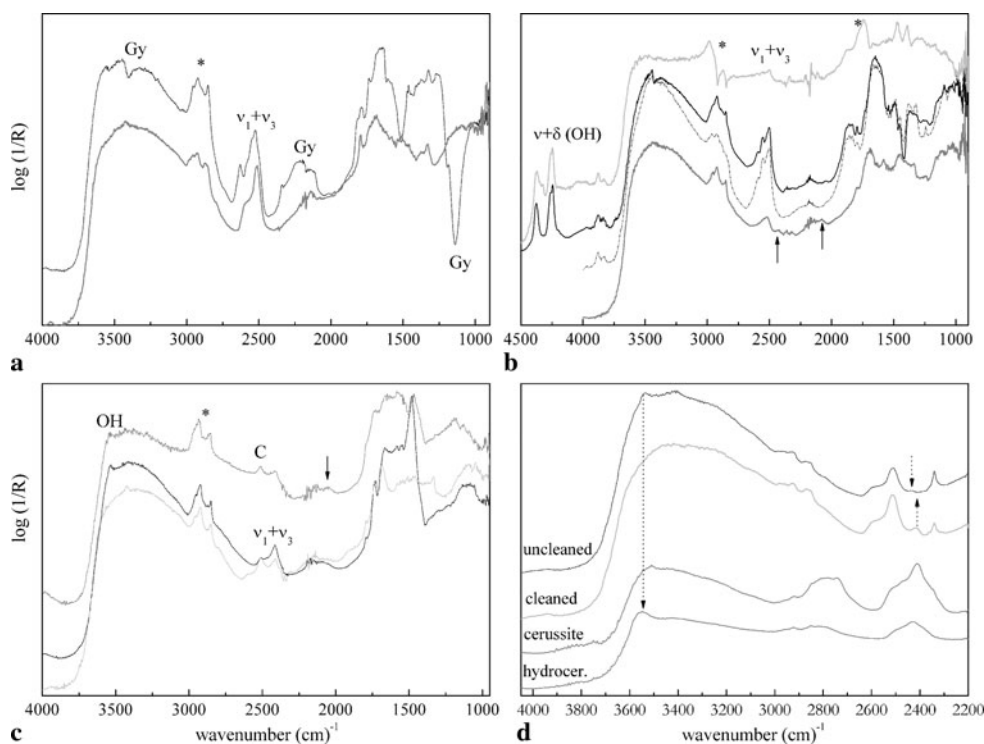 Gy
*
ν1+ν3
Gy
Gy
log (1/R)
4000 3500 3000 2500 2000 1500 1000
a
*
*
ν1+ν3
ν+δ (OH)
4500 4000 3500 3000 2500 2000 1500 1000
b
OH
*
C
ν1+ν3
log (1/R)
4000 3500 3000 2500 2000 1500 1000
wavenumber (cm)-1
c
uncleaned
cleaned
cerussite
hydrocer.
4000 3800 3600 3400 3200 3000 2800 2600 2400 2200
wavenumber (cm)-1
d